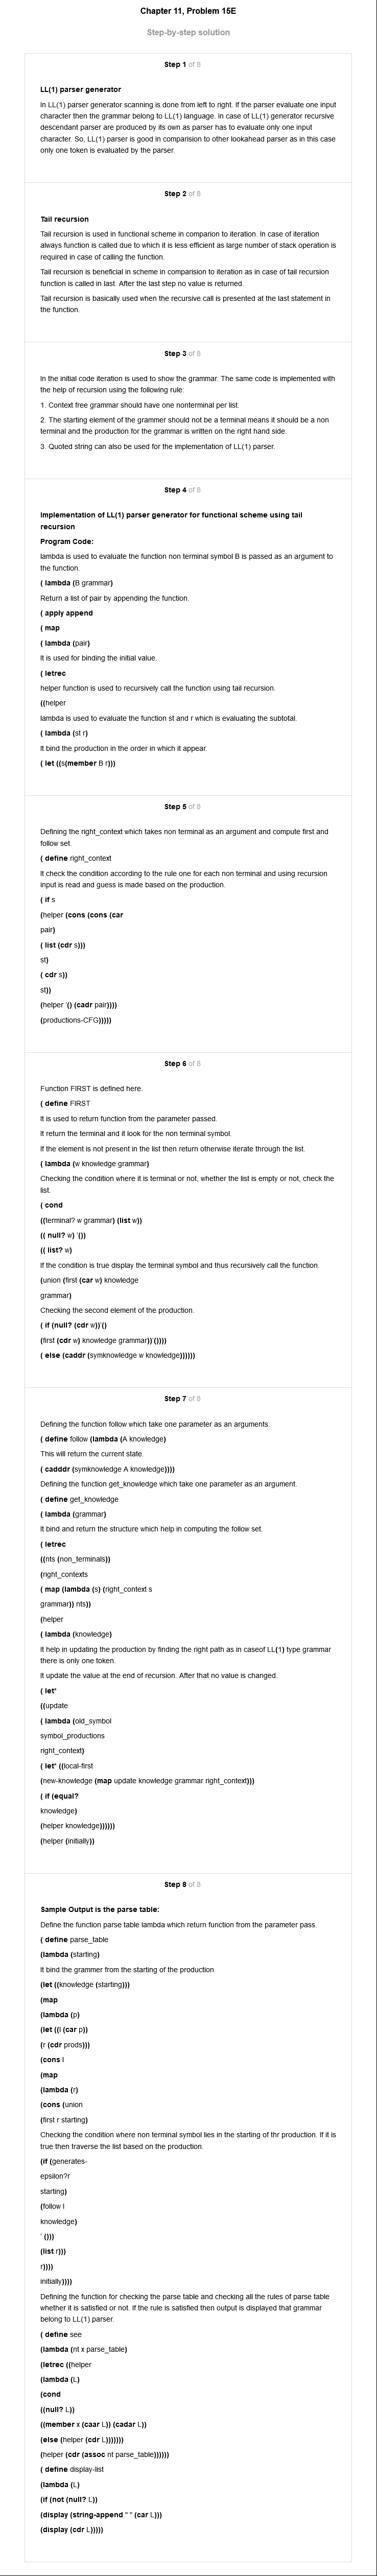 Chapter 11, Problem 15E
Step-by-step solution
Step 1 of 8
LL(1) parser generator
In LL(1) parser generator scanning is done from left to right. If the parser evaluate one input
character then the grammar belong to LL(1) language. In case of LL(1) generator recursive
descendant parser are produced by its own as parser has to evaluate only one input
character. So, LL(1) parser is good in comparision to other lookahead parser as in this case
only one token is evaluated by the parser.
Step 2 of 8
Tail recursion
Tail recursion is used in functional scheme in comparion to iteration. In case of iteration
always function is called due to which it is less efficient as large number of stack operation is
required in case of calling the function.
Tail recursion is beneficial in scheme in comparision to iteration as in case of tail recursion
function is called in last. After the last step no value is returned.
Tail recursion is basically used when the recursive call is presented at the last statement in
the function.
Step 3 of 8
In the initial code iteration is used to show the grammar. The same code is implemented with
the help of recursion using the following rule:
1. Context free grammar should have one nonterminal per list.
2. The starting element of the grammer should not be a terminal means it should be a non
terminal and the production for the grammar is written on the right hand side.
3. Quoted string can also be used for the implementation of LL(1) parser.
Step 4 of 8
Implementation of LL(1) parser generator for functional scheme using tail
recursion
Program Code:
lambda is used to evaluate the function non terminal symbol B is passed as an argument to
the function.
( lambda (B grammar)
Return a list of pair by appending the function.
( apply append
( map
( lambda (pair)
It is used for binding the initial value.
( letrec
helper function is used to recursively call the function using tail recursion.
((helper
lambda is used to evaluate the function st and r which is evaluating the subtotal.
( lambda (st r)
It bind the production in the order in which it appear.
( let ((s(member B r)))
Step 5 of 8
Defining the right_context which takes non terminal as an argument and compute first and
follow set.
( define right_context
It check the condition according to the rule one for each non terminal and using recursion
input is read and guess is made based on the production.
( if s
(helper (cons (cons (car
pair)
( list (cdr s)))
st)
( cdr s))
st))
(helper '() (cadr pair))))
(productions-CFG)))))
Step 6 of 8
Function FIRST is defined here.
( define FIRST
It is used to return function from the parameter passed.
It return the terminal and it look for the non terminal symbol.
If the element is not present in the list then return otherwise iterate through the list.
( lambda (w knowledge grammar)
Checking the condition where it is terminal or not, whether the list is empty or not, check the
list.
( cond
((terminal? w grammar) (list w))
(( null? w) '())
(( list? w)
If the condition is true display the terminal symbol and thus recursively call the function.
(union (first (car w) knowledge
grammar)
Checking the second element of the production.
( if (null? (cdr w))'()
(first (cdr w) knowledge grammar))'())))
( else (caddr (symknowledge w knowledge))))))
Step 7 of 8
Defining the function follow which take one parameter as an arguments.
( define follow (lambda (A knowledge)
This will return the current state.
( cadddr (symknowledge A knowledge))))
Defining the function get_knowledge which take one parameter as an argument.
( define get_knowledge
( lambda (grammar)
It bind and return the structure which help in computing the follow set.
( letrec
((nts (non_terminals))
(right_contexts
( map (lambda (s) (right_context s
grammar)) nts))
(helper
( lambda (knowledge)
It help in updating the production by finding the right path as in caseof LL(1) type grammar
there is only one token.
It update the value at the end of recursion. After that no value is changed.
( let*
((update
( lambda (old_symbol
symbol_productions
right_context)
( let* ((local-first
(new-knowledge (map update knowledge grammar right_context)))
( if (equal?
knowledge)
(helper knowledge))))))
(helper (initially))
Step 8 of 8
Sample Output is the parse table:
Define the function parse table lambda which return function from the parameter pass.
( define parse_table
(lambda (starting)
It bind the grammer from the starting of the production
(let ((knowledge (starting)))
(map
(lambda (p)
(let ((l (car p))
(r (cdr prods)))
(cons l
(map
(lambda (r)
(cons (union
(first r starting)
Checking the condition where non terminal symbol lies in the starting of thr production. If it is
true then traverse the list based on the production.
(if (generates-
epsilon?r
starting)
(follow l
knowledge)
' ()))
(list r)))
r))))
initially))))
Defining the function for checking the parse table and checking all the rules of parse table
whether it is satisfied or not. If the rule is satisfied then output is displayed that grammar
belong to LL(1) parser.
( define see
(lambda (nt x parse_table)
(letrec ((helper
(lambda (L)
(cond
((null? L))
((member x (caar L)) (cadar L))
(else (helper (cdr L)))))))
(helper (cdr (assoc nt parse_table))))))
( define display-list
(lambda (L)
(if (not (null? L))
(display (string-append " " (car L)))
(display (cdr L)))))